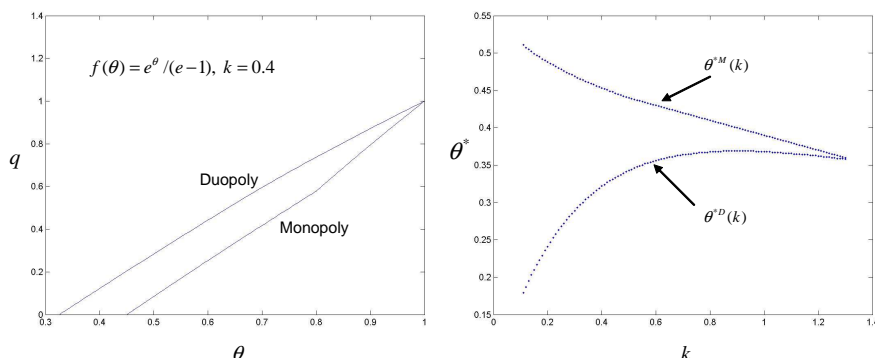 1.4
1.2
1
0.8
0.6
0.4
0.2
0
q
f(θ) = e^θ /(e−1), k = 0.4
Duopoly
Monopoly
0.3 0.4 0.5 0.6 0.7 0.8 0.9 1
θ
0.55
0.5
0.45
0.4
0.35
0.3
0.25
0.2
0.15
θ*
θ*M(k)
θ*D(k)
0 0.2 0.4 0.6 0.8 1 1.2 1.4
k